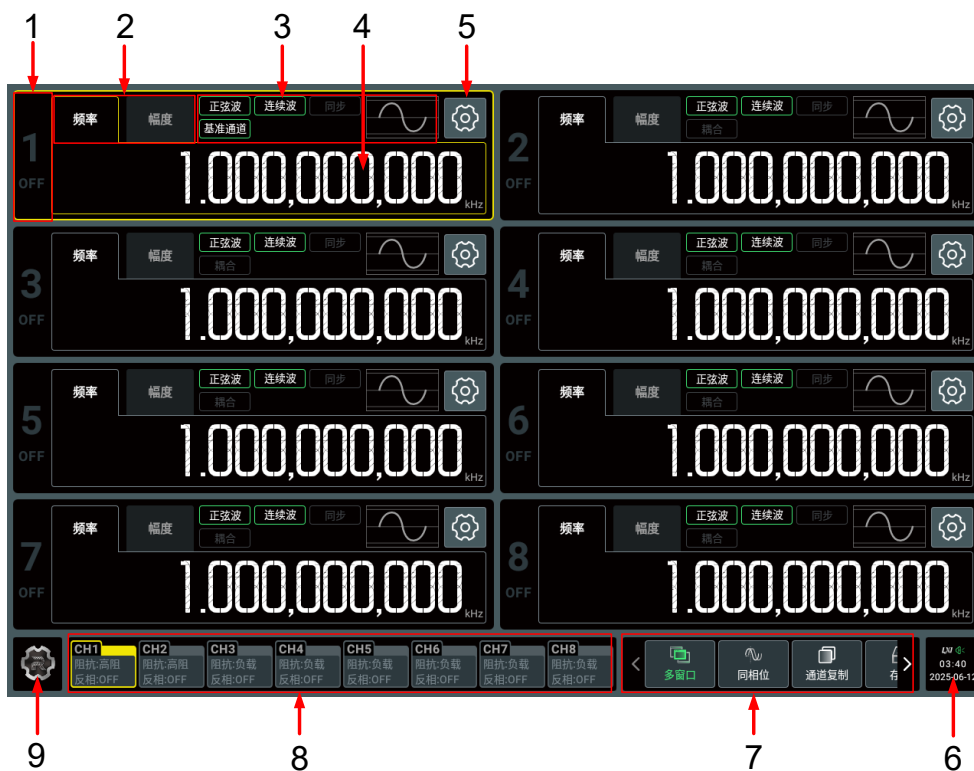 1 2 3 4 5
1 OFF 频率 幅度 正弦波 连续波 同步
基准通道
1.000,000,000 kHz
2 OFF 频率 幅度 正弦波 连续波 同步
耦合
1.000,000,000 kHz
3 OFF 频率 幅度 正弦波 连续波 同步
耦合
1.000,000,000 kHz
4 OFF 频率 幅度 正弦波 连续波 同步
耦合
1.000,000,000 kHz
5 OFF 频率 幅度 正弦波 连续波 同步
耦合
1.000,000,000 kHz
6 OFF 频率 幅度 正弦波 连续波 同步
耦合
1.000,000,000 kHz
7 OFF 频率 幅度 正弦波 连续波 同步
耦合
1.000,000,000 kHz
8 OFF 频率 幅度 正弦波 连续波 同步
耦合
1.000,000,000 kHz
CH1 CH2 CH3 CH4 CH5 CH6 CH7 CH8
阻抗:高阻 阻抗:高阻 阻抗:负载 阻抗:负载 阻抗:负载 阻抗:负载 阻抗:负载 阻抗:负载
反相:OFF 反相:OFF 反相:OFF 反相:OFF 反相:OFF 反相:OFF 反相:OFF 反相:OFF
多窗口 同相位 通道复制
03:40
2025-06-12
9 8 7 6